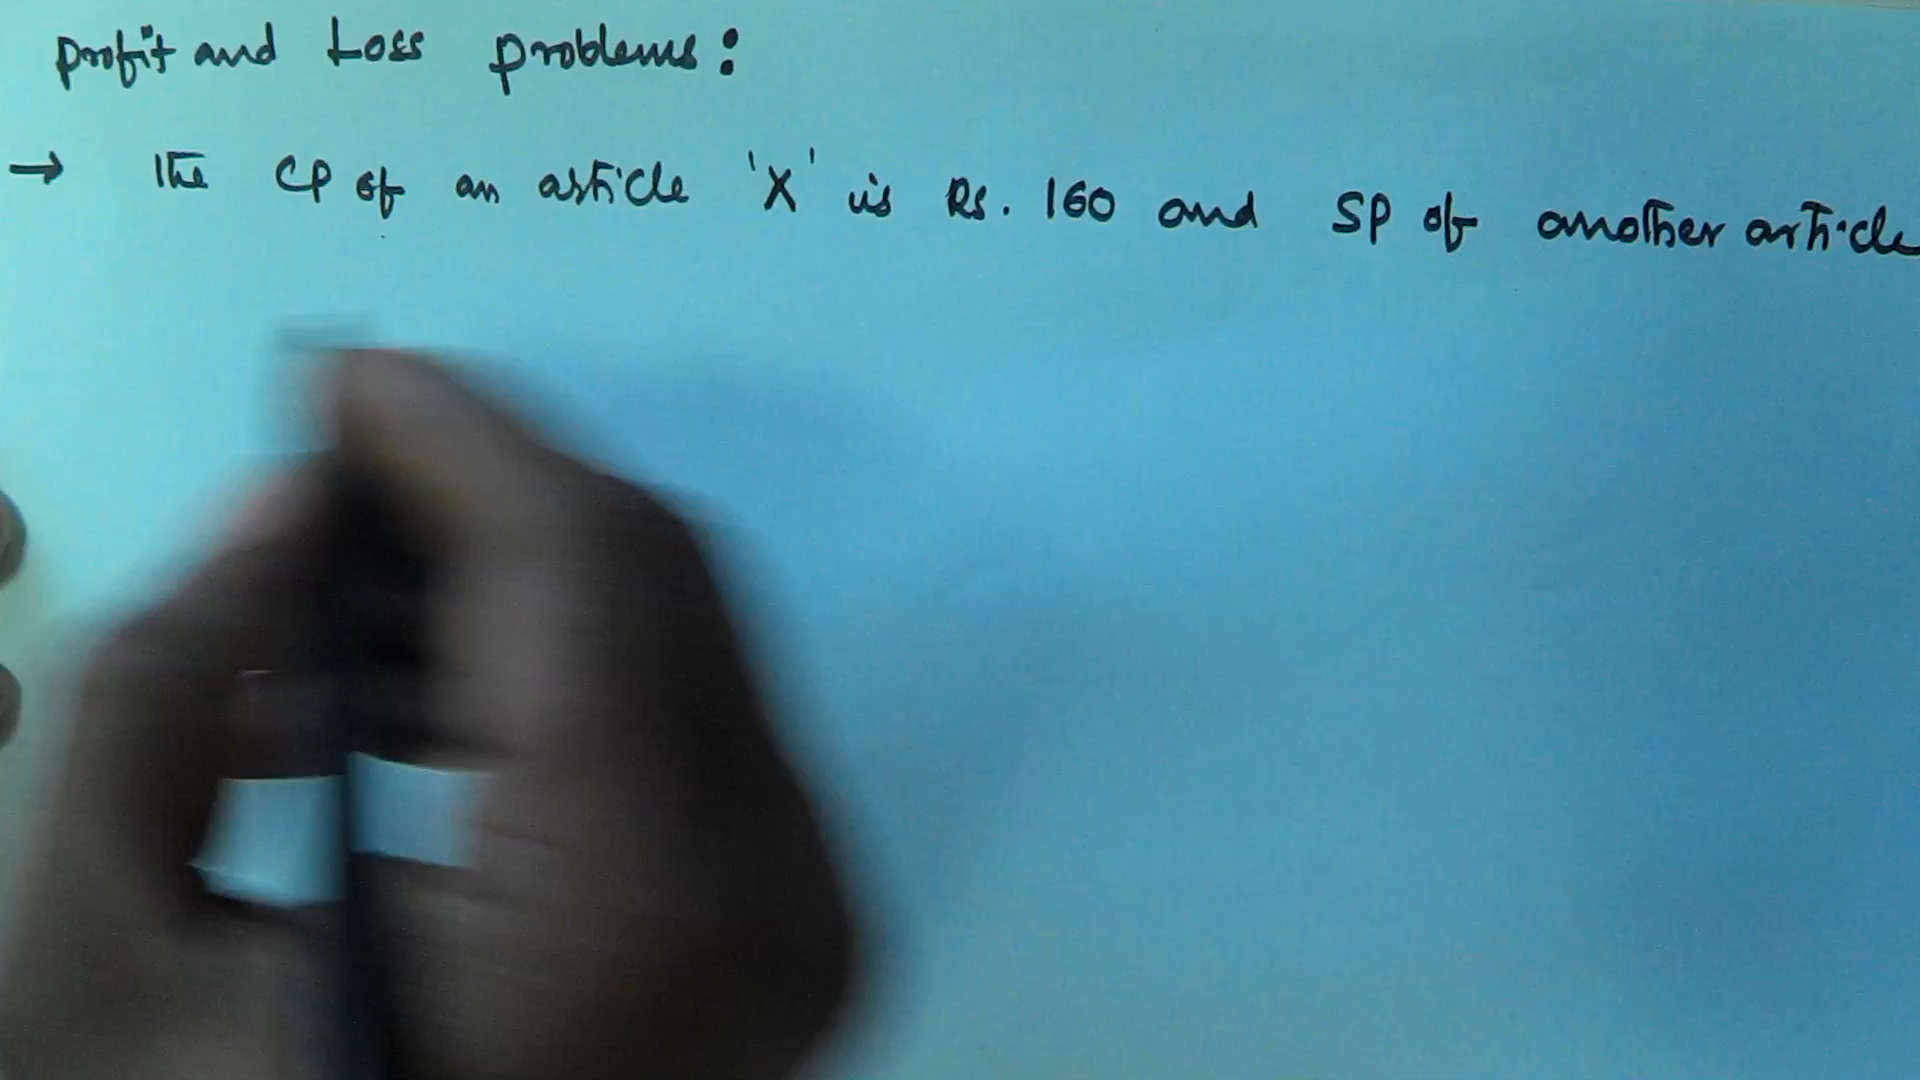 Profit and Loss problems:
→ The CP of an article 'X' is Rs. 160 and SP of another article